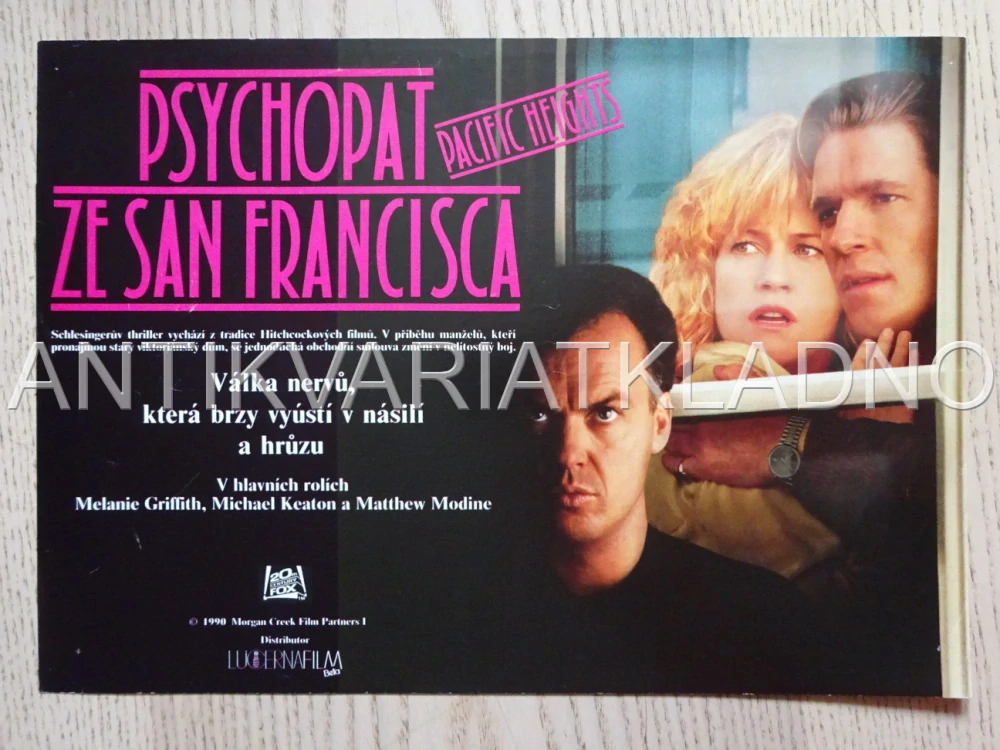 PSYCHOPAT
PACIFIC HEIGHTS
ZE SAN FRANCISCA
Schlesingerův thriller vychází z tradice Hitchcockových filmů. V příběhu manželů, kteří
pronajmou starý viktoriánský dům, se jednoduchá obchodní smlouva změní v nelítostný boj.
ANTIKVARIATKLADNO
Válka nervů,
která brzy vyústí v násilí
a hrůzu
V hlavních rolích
Melanie Griffith, Michael Keaton a Matthew Modine
20th
CENTURY
FOX
TM
© 1990 Morgan Creek Film Partners I
Distributor
LUCERNAFILM
Beta